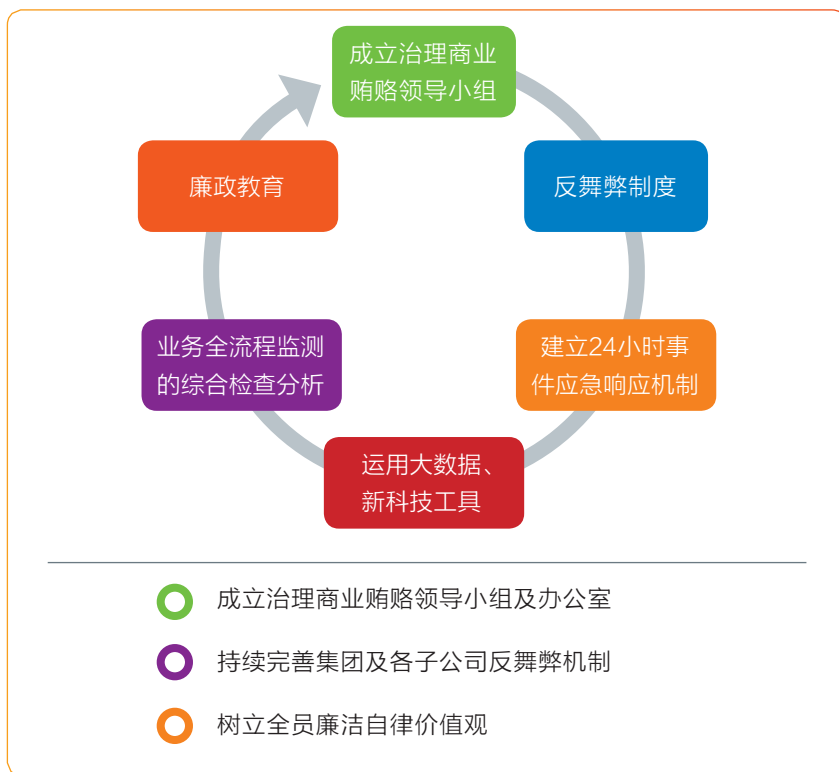 成立治理商业
贿赂领导小组
廉政教育
反舞弊制度
业务全流程监测
的综合检查分析
建立24小时事
件应急响应机制
运用大数据、
新科技工具
成立治理商业贿赂领导小组及办公室
持续完善集团及各子公司反舞弊机制
树立全员廉洁自律价值观